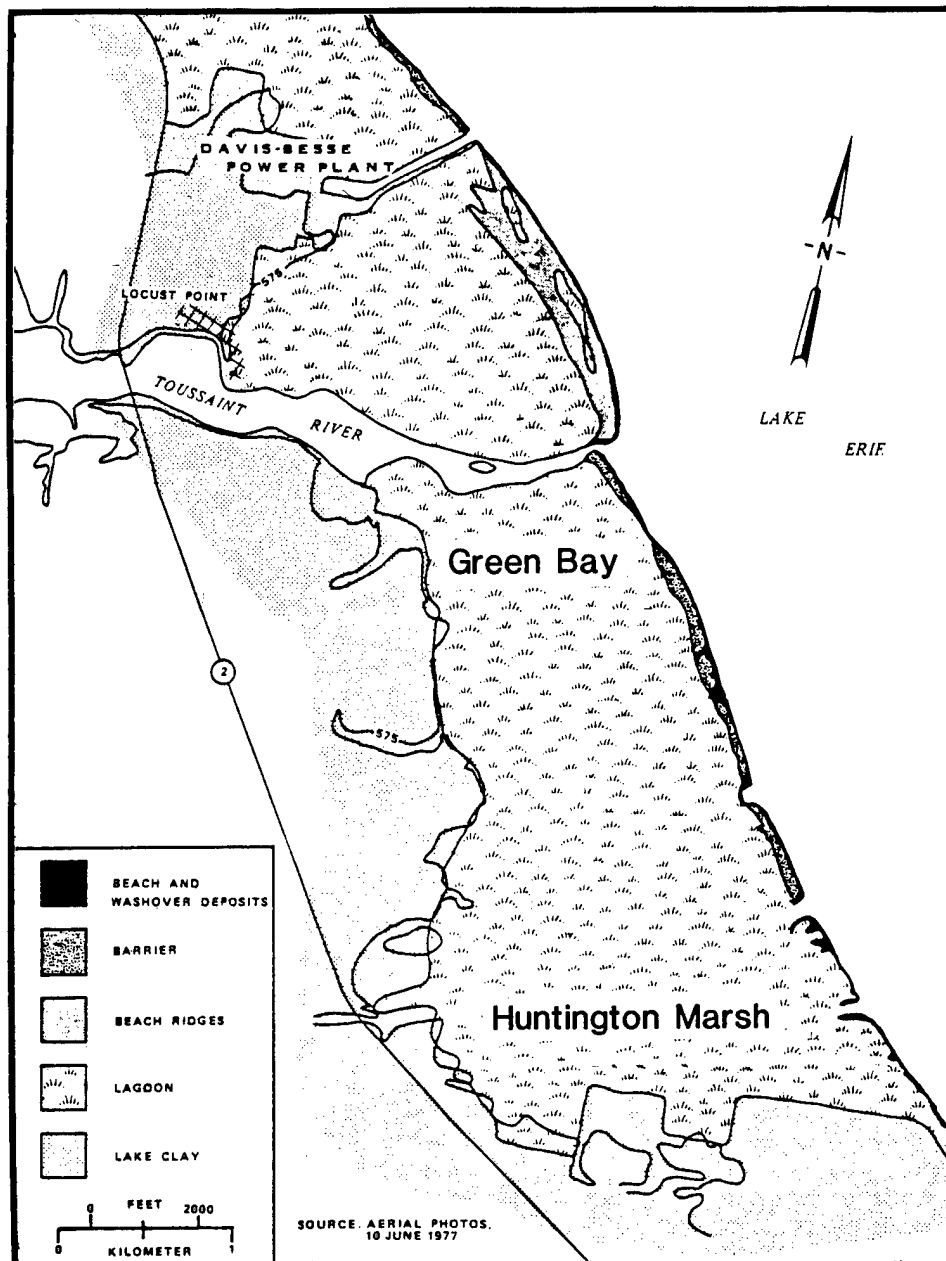 DAVIS-BESSE
POWER PLANT
576
LOCUST POINT
-N-
TOUSSAINT
RIVER
LAKE
ERIE
Green Bay
2
575
Huntington Marsh
BEACH AND
WASHOVER DEPOSITS
BARRIER
BEACH RIDGES
LAGOON
LAKE CLAY
FEET
0 2000
0 1
KILOMETER
SOURCE. AERIAL PHOTOS.
10 JUNE 1977